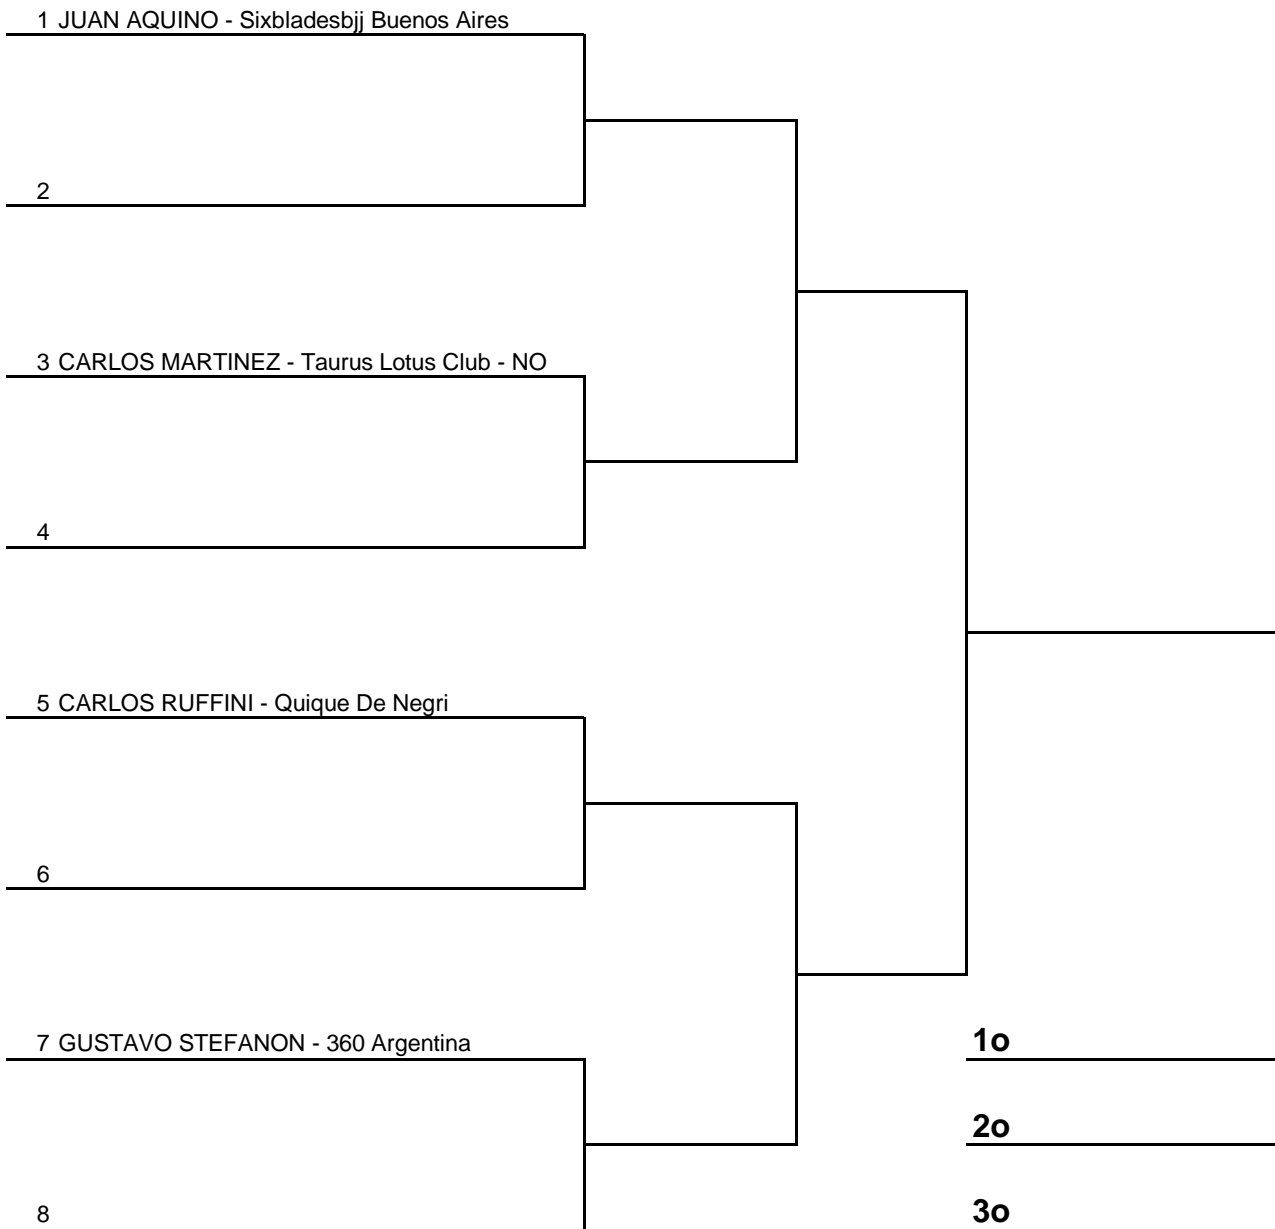 1 JUAN AQUINO - Sixbladesbjj Buenos Aires
2
3 CARLOS MARTINEZ - Taurus Lotus Club - NO
4
5 CARLOS RUFFINI - Quique De Negri
6
7 GUSTAVO STEFANON - 360 Argentina
1o
2o
8
3o